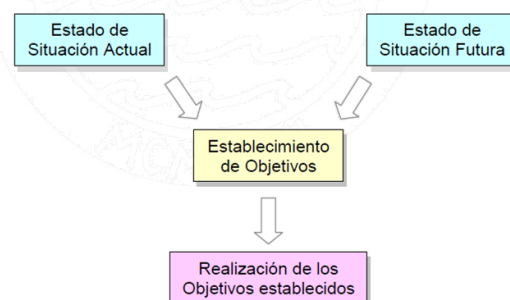 Estado de
Situación Actual
Estado de
Situación Futura
Establecimiento
de Objetivos
Realización de los
Objetivos establecidos